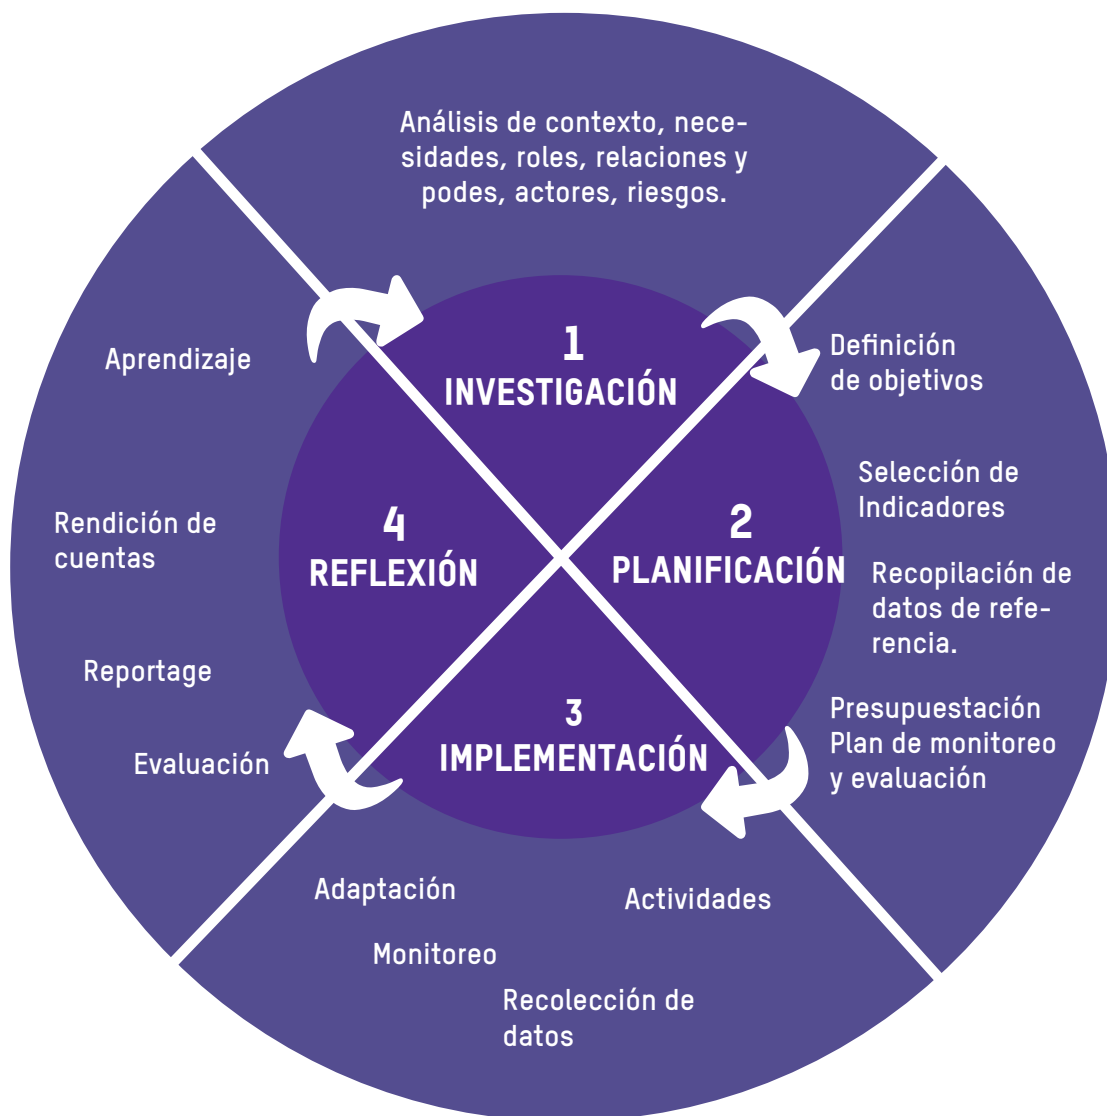 Análisis de contexto, nece-
sidades, roles, relaciones y
podes, actores, riesgos.
1
INVESTIGACIÓN
Definición
de objetivos
Selección de
Indicadores
2
PLANIFICACIÓN
Recopilación de
datos de refe-
rencia.
Presupuestación
Plan de monitoreo
y evaluación
3
IMPLEMENTACIÓN
Actividades
Recolección de
datos
Monitoreo
Adaptación
4
REFLEXIÓN
Evaluación
Reportage
Rendición de
cuentas
Aprendizaje